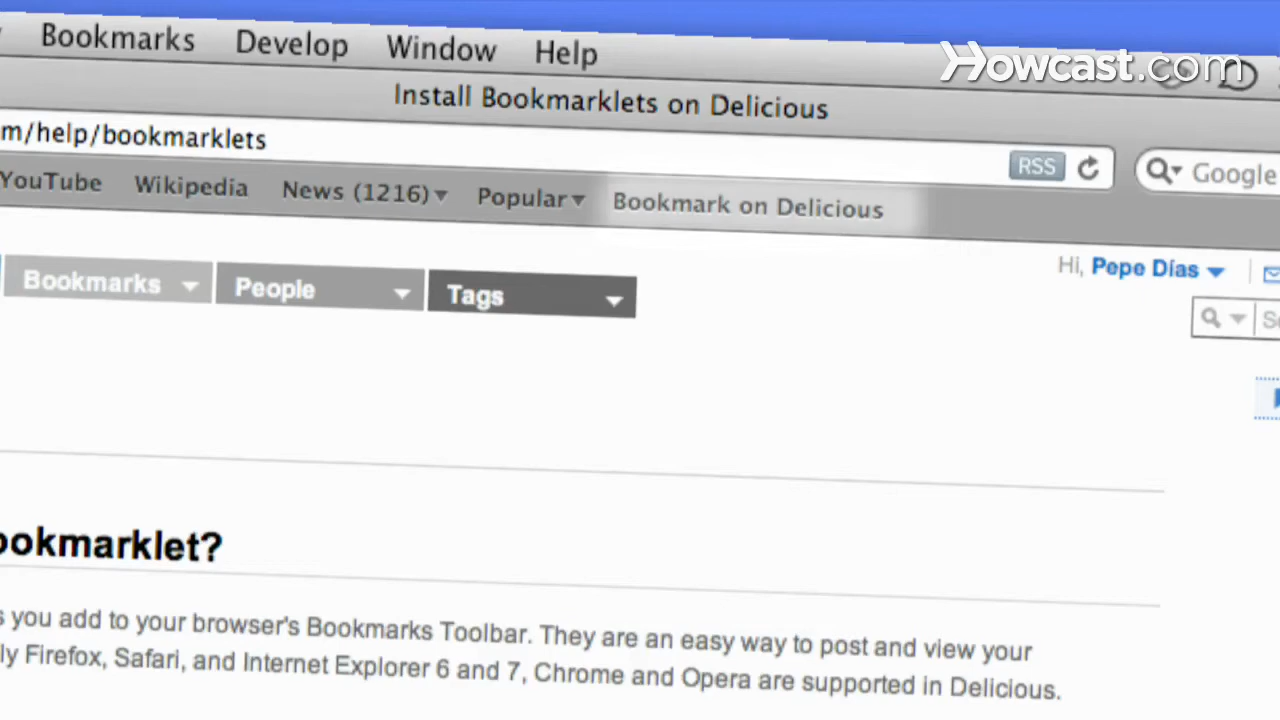 Bookmarks Develop Window Help
Howcast.com
Install Bookmarklets on Delicious
m/help/bookmarklets
RSS
Google
YouTube Wikipedia News (1216) Popular Bookmark on Delicious
Hi, Pepe Días
Bookmarks People Tags
ookmarklet?
s you add to your browser's Bookmarks Toolbar. They are an easy way to post and view your
ly Firefox, Safari, and Internet Explorer 6 and 7, Chrome and Opera are supported in Delicious.